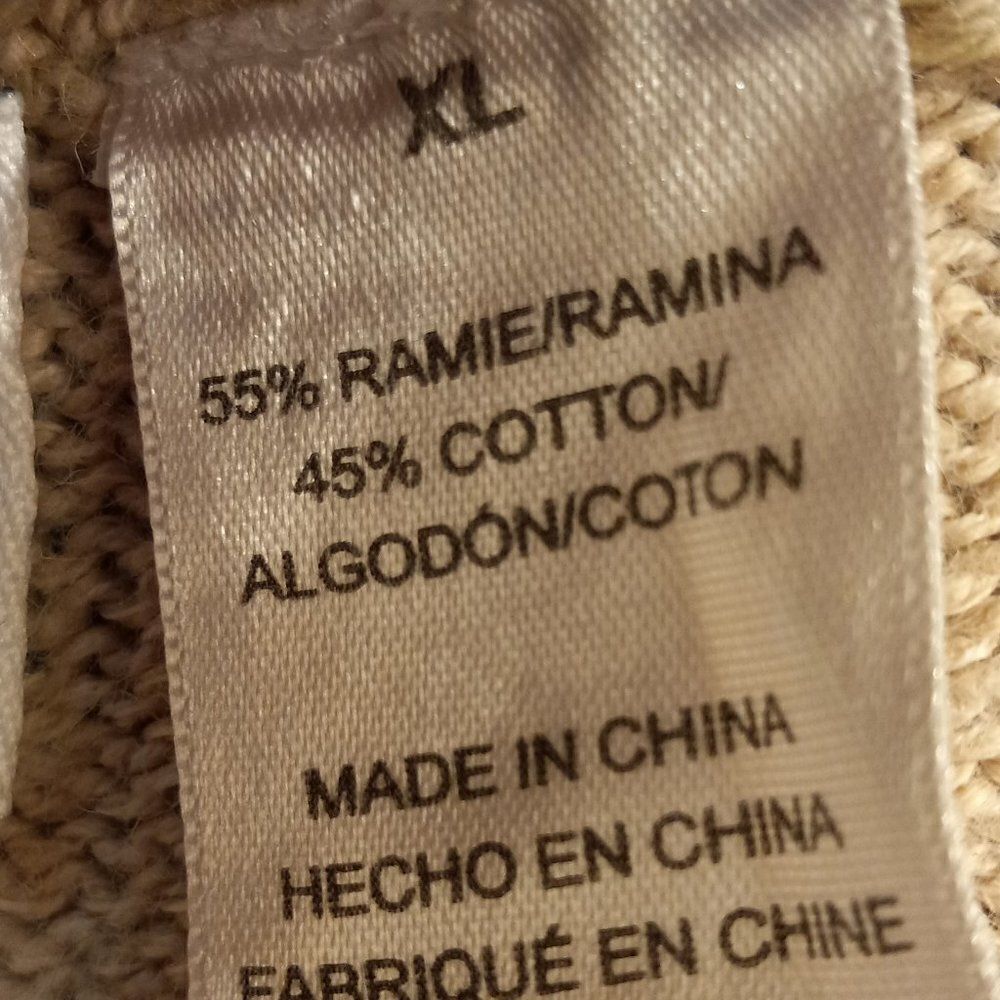 XL
55% RAMIE/RAMINA
45% COTTON/
ALGODÓN/COTON
MADE IN CHINA
HECHO EN CHINA
FABRIQUÉ EN CHINE